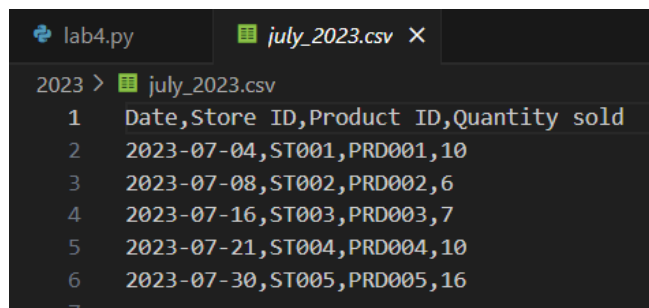 lab4.py
july_2023.csv
2023 > july_2023.csv
1 Date,Store ID,Product ID,Quantity sold
2 2023-07-04,ST001,PRD001,10
3 2023-07-08,ST002,PRD002,6
4 2023-07-16,ST003,PRD003,7
5 2023-07-21,ST004,PRD004,10
6 2023-07-30,ST005,PRD005,16